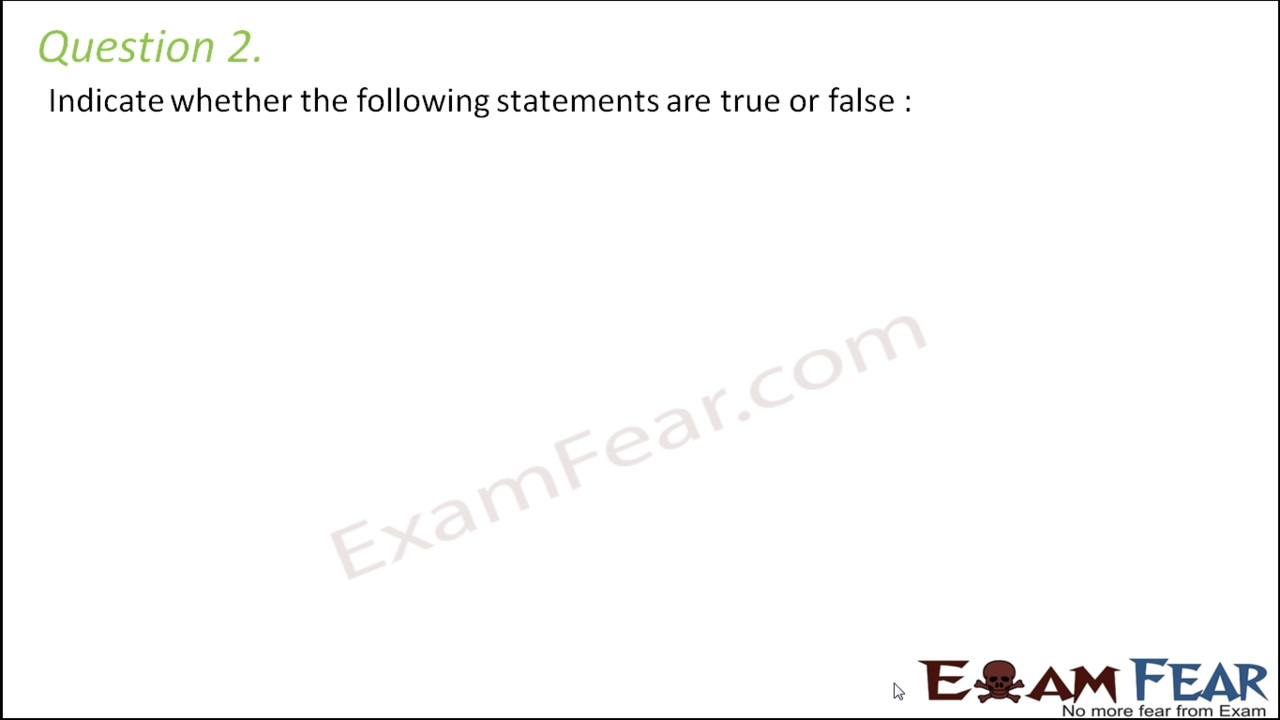 Question 2.
Indicate whether the following statements are true or false :
ExamFear.com
EXAM FEAR
No more fear from Exam